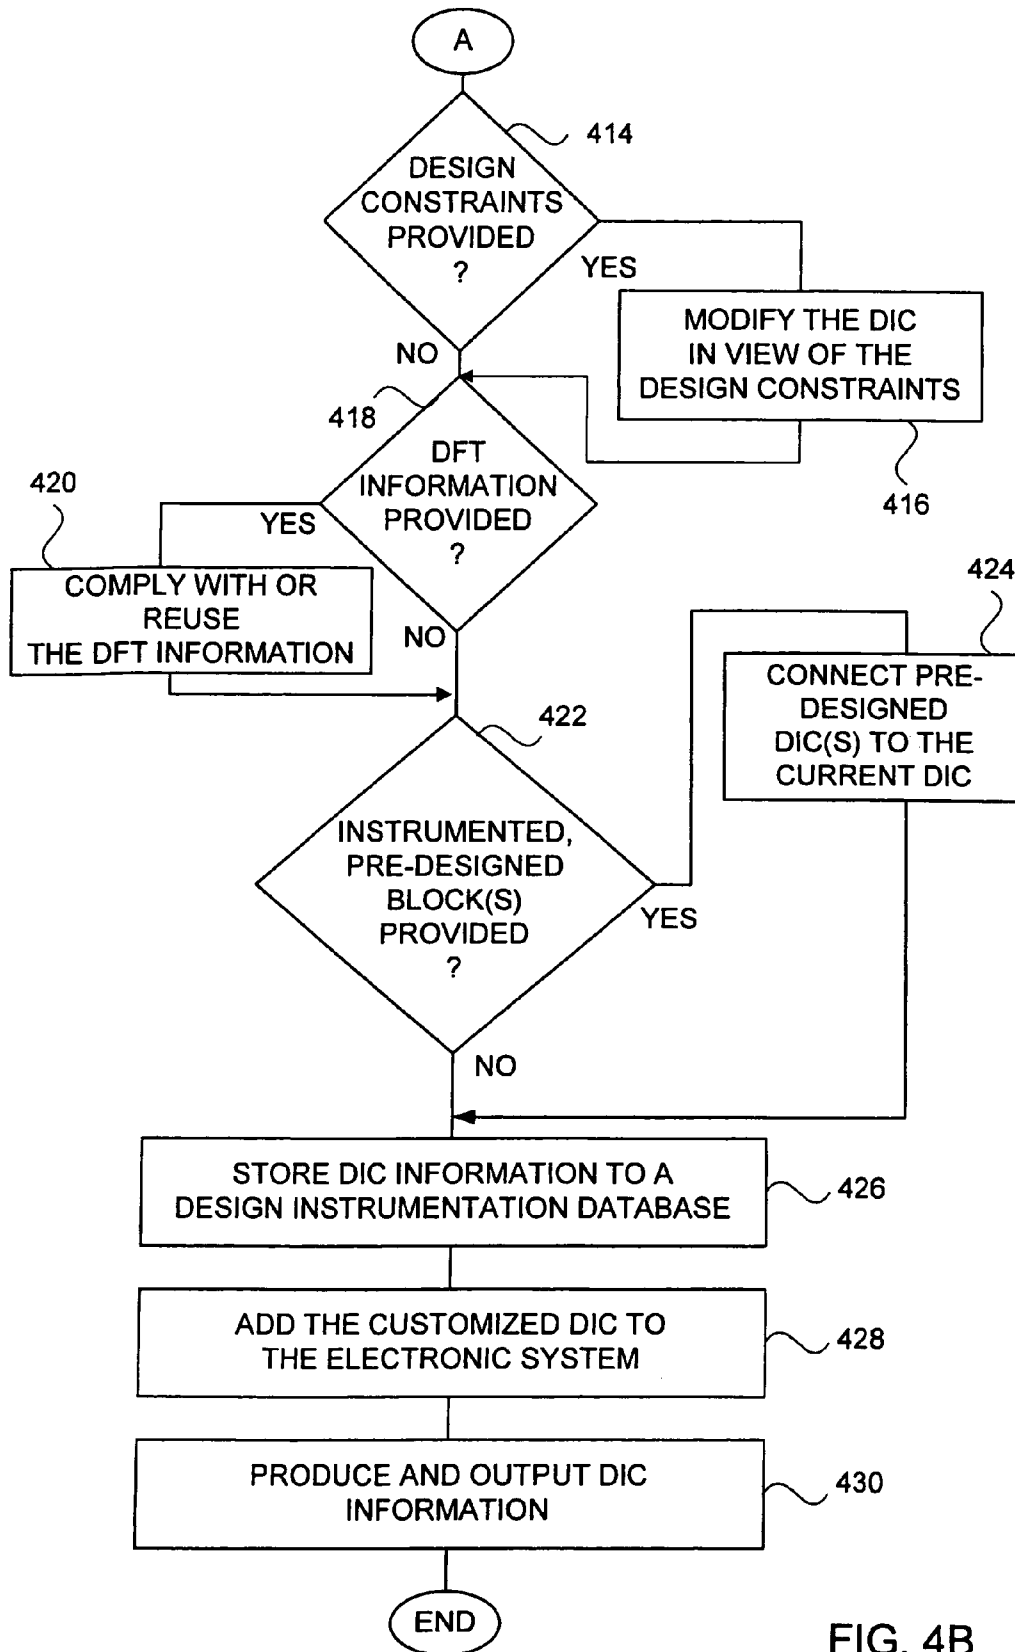 A
414
DESIGN
CONSTRAINTS
PROVIDED
?
YES
MODIFY THE DIC
IN VIEW OF THE
DESIGN CONSTRAINTS
416
NO
418
DFT
INFORMATION
PROVIDED
?
YES
420
COMPLY WITH OR
REUSE
THE DFT INFORMATION
NO
424
CONNECT PRE-
DESIGNED
DIC(S) TO THE
CURRENT DIC
422
INSTRUMENTED,
PRE-DESIGNED
BLOCK(S)
PROVIDED
?
YES
NO
STORE DIC INFORMATION TO A
DESIGN INSTRUMENTATION DATABASE
426
ADD THE CUSTOMIZED DIC TO
THE ELECTRONIC SYSTEM
428
PRODUCE AND OUTPUT DIC
INFORMATION
430
END
FIG. 4B